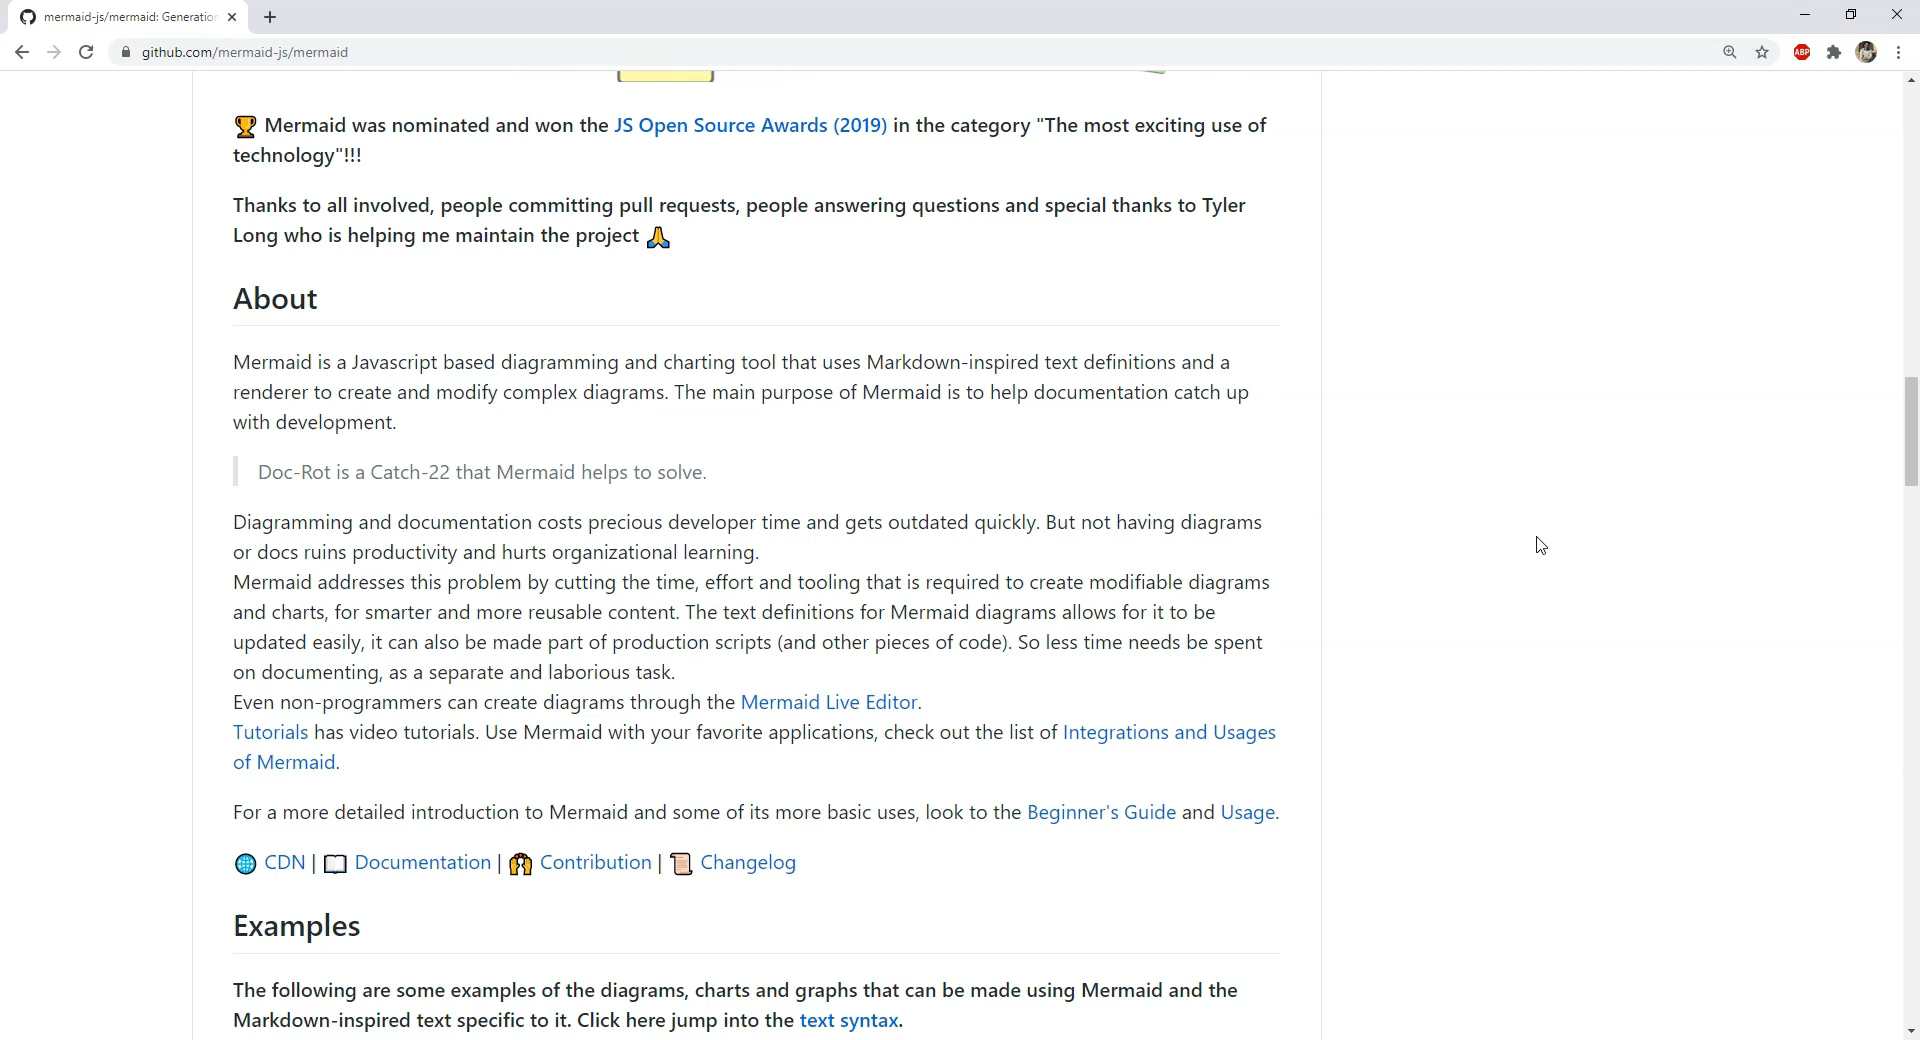 mermaid-js/mermaid: Generation
github.com/mermaid-js/mermaid
ABP
🏆 Mermaid was nominated and won the JS Open Source Awards (2019) in the category "The most exciting use of
technology"!!!
Thanks to all involved, people committing pull requests, people answering questions and special thanks to Tyler
Long who is helping me maintain the project 🙏
About
Mermaid is a Javascript based diagramming and charting tool that uses Markdown-inspired text definitions and a
renderer to create and modify complex diagrams. The main purpose of Mermaid is to help documentation catch up
with development.
Doc-Rot is a Catch-22 that Mermaid helps to solve.
Diagramming and documentation costs precious developer time and gets outdated quickly. But not having diagrams
or docs ruins productivity and hurts organizational learning.
Mermaid addresses this problem by cutting the time, effort and tooling that is required to create modifiable diagrams
and charts, for smarter and more reusable content. The text definitions for Mermaid diagrams allows for it to be
updated easily, it can also be made part of production scripts (and other pieces of code). So less time needs be spent
on documenting, as a separate and laborious task.
Even non-programmers can create diagrams through the Mermaid Live Editor.
Tutorials has video tutorials. Use Mermaid with your favorite applications, check out the list of Integrations and Usages
of Mermaid.
For a more detailed introduction to Mermaid and some of its more basic uses, look to the Beginner's Guide and Usage.
🌐 CDN | 📖 Documentation | 🙌 Contribution | 📜 Changelog
Examples
The following are some examples of the diagrams, charts and graphs that can be made using Mermaid and the
Markdown-inspired text specific to it. Click here jump into the text syntax.